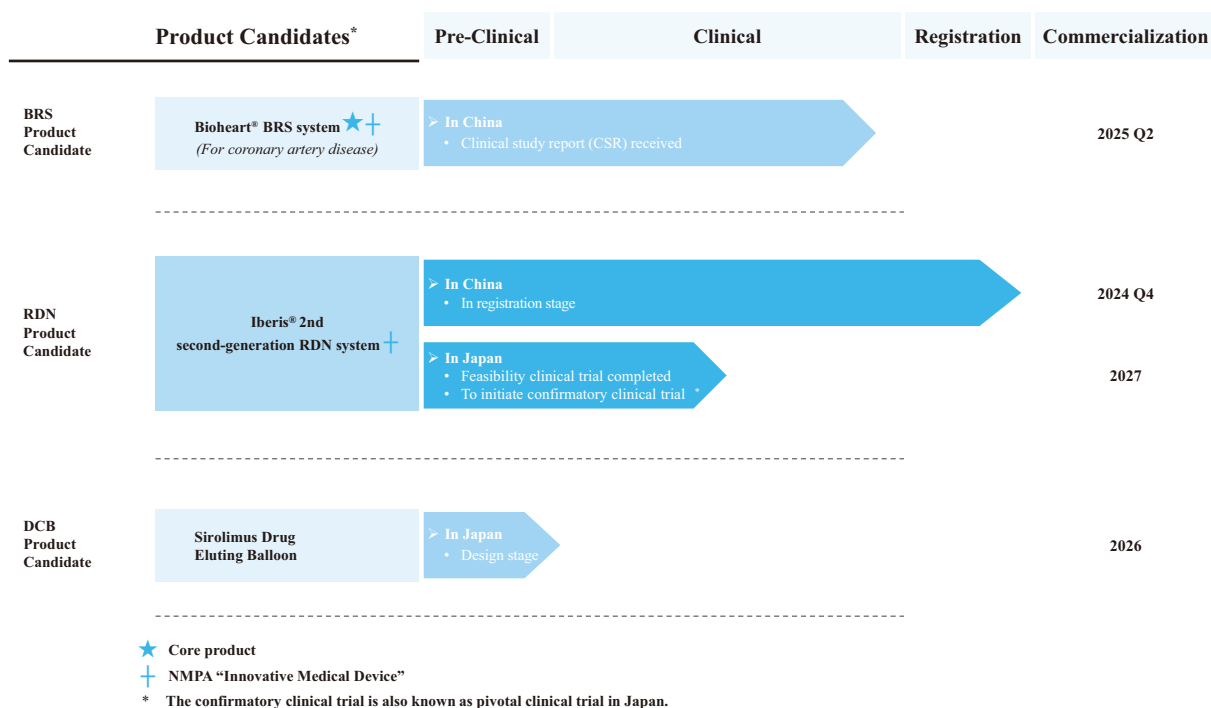 Product Candidates*
Pre-Clinical
Clinical
Registration
Commercialization
BRS
Product
Candidate
Bioheart® BRS system
(For coronary artery disease)
➢ In China
• Clinical study report (CSR) received
2025 Q2
RDN
Product
Candidate
Iberis® 2nd
second-generation RDN system
➢ In China
• In registration stage
2024 Q4
➢ In Japan
• Feasibility clinical trial completed
• To initiate confirmatory clinical trial *
2027
DCB
Product
Candidate
Sirolimus Drug
Eluting Balloon
➢ In Japan
• Design stage
2026
Core product
NMPA “Innovative Medical Device”
* The confirmatory clinical trial is also known as pivotal clinical trial in Japan.